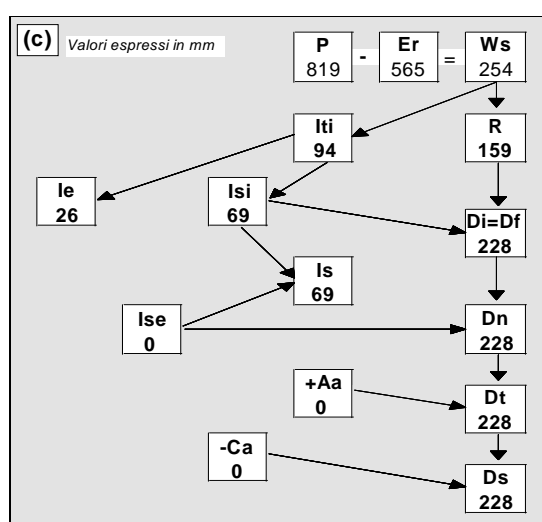 (c) Valori espressi in mm
P - Er = Ws
819 565 254
Iti R
94 159
Ie Isi Di=Df
26 69 228
Is
69
Ise Dn
0 228
+Aa Dt
0 228
-Ca Ds
0 228